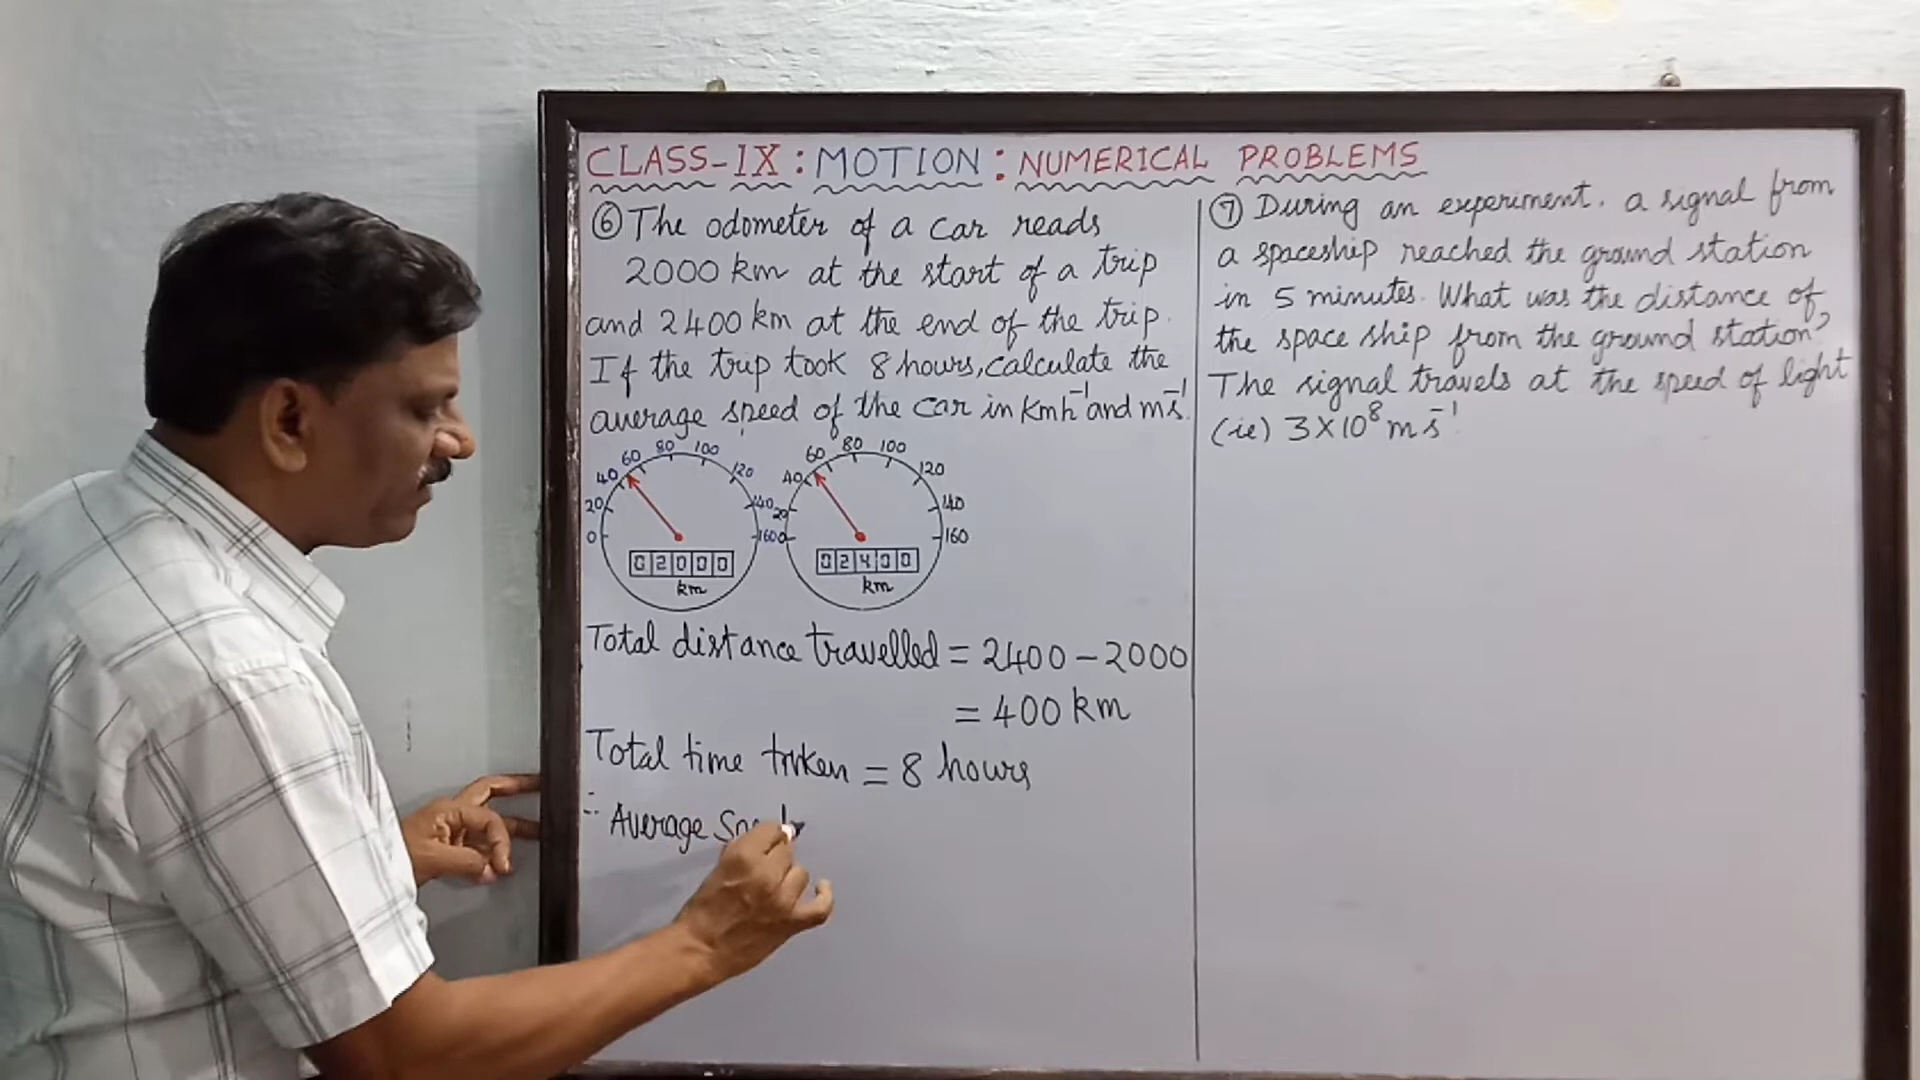 CLASS-IX : MOTION : NUMERICAL PROBLEMS
⑥ The odometer of a car reads
2000 km at the start of a trip
and 2400 km at the end of the trip.
If the trip took 8 hours, calculate the
average speed of the car in Kmh⁻¹ and ms⁻¹.
0 20 40 60 80 100 120 140 160
02000
km
0 20 40 60 80 100 120 140 160
02400
km
Total distance travelled = 2400 - 2000
= 400 km
Total time = 8 hours
∴ Average
⑦ During an experiment, a signal from
a spaceship reached the ground station
in 5 minutes. What was the distance of
the space ship from the ground station?
The signal travels at the speed of light
(ie) 3X10⁸ ms⁻¹.